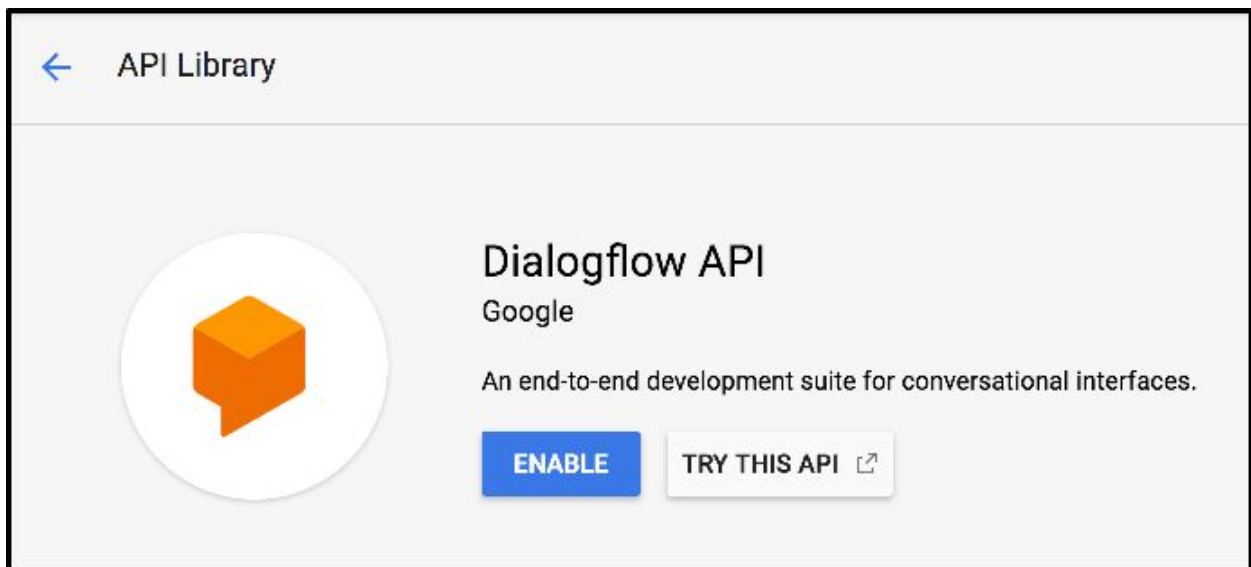 API Library
Dialogflow API
Google
An end-to-end development suite for conversational interfaces.
ENABLE
TRY THIS API